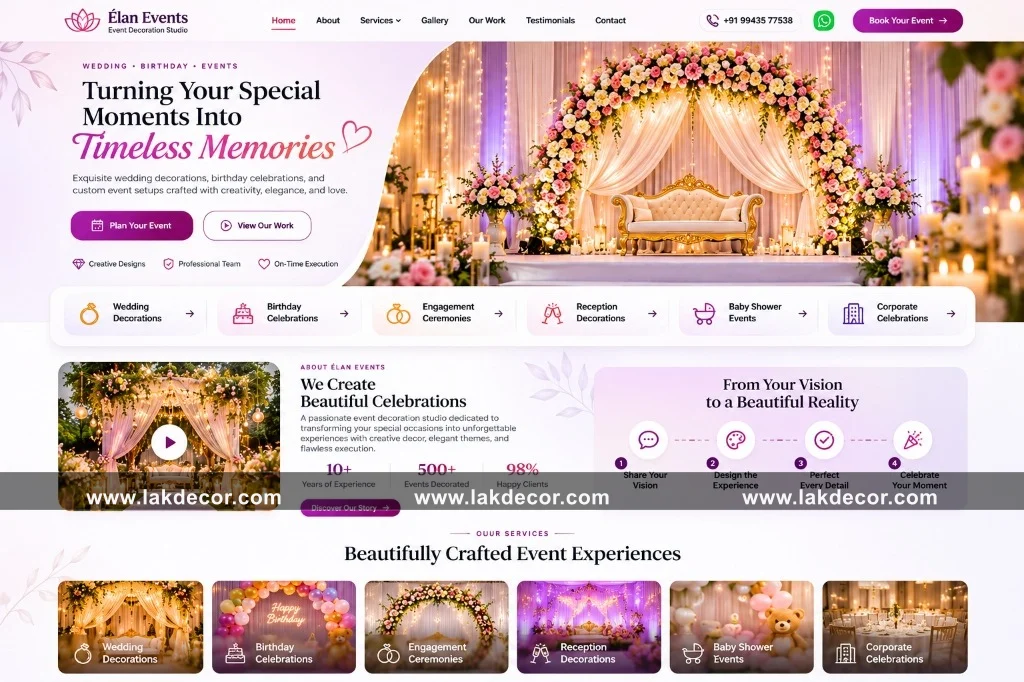 Élan Events
Event Decoration Studio
Home
About
Services
Gallery
Our Work
Testimonials
Contact
+91 99435 77538
Book Your Event
WEDDING • BIRTHDAY • EVENTS
Turning Your Special
Moments Into
Timeless Memories
Exquisite wedding decorations, birthday celebrations, and
custom event setups crafted with creativity, elegance, and love.
Plan Your Event
View Our Work
Creative Designs
Professional Team
On-Time Execution
Wedding
Decorations
Birthday
Celebrations
Engagement
Ceremonies
Reception
Decorations
Baby Shower
Events
Corporate
Celebrations
ABOUT ÉLAN EVENTS
We Create
Beautiful Celebrations
A passionate event decoration studio dedicated to
transforming your special occasions into unforgettable
experiences with creative decor, elegant themes, and
flawless execution.
10+
Years of Experience
500+
Events Decorated
98%
Happy Clients
Discover Our Story
From Your Vision
to a Beautiful Reality
1
Share Your
Vision
2
Design the
Experience
3
Perfect
Every Detail
4
Celebrate
Your Moment
www.lakdecor.com
www.lakdecor.com
www.lakdecor.com
OUUR SERVICES
Beautifully Crafted Event Experiences
Wedding
Decorations
Happy
Birthday
Birthday
Celebrations
Engagement
Ceremonies
Reception
Decorations
Baby Shower
Events
Corporate
Celebrations